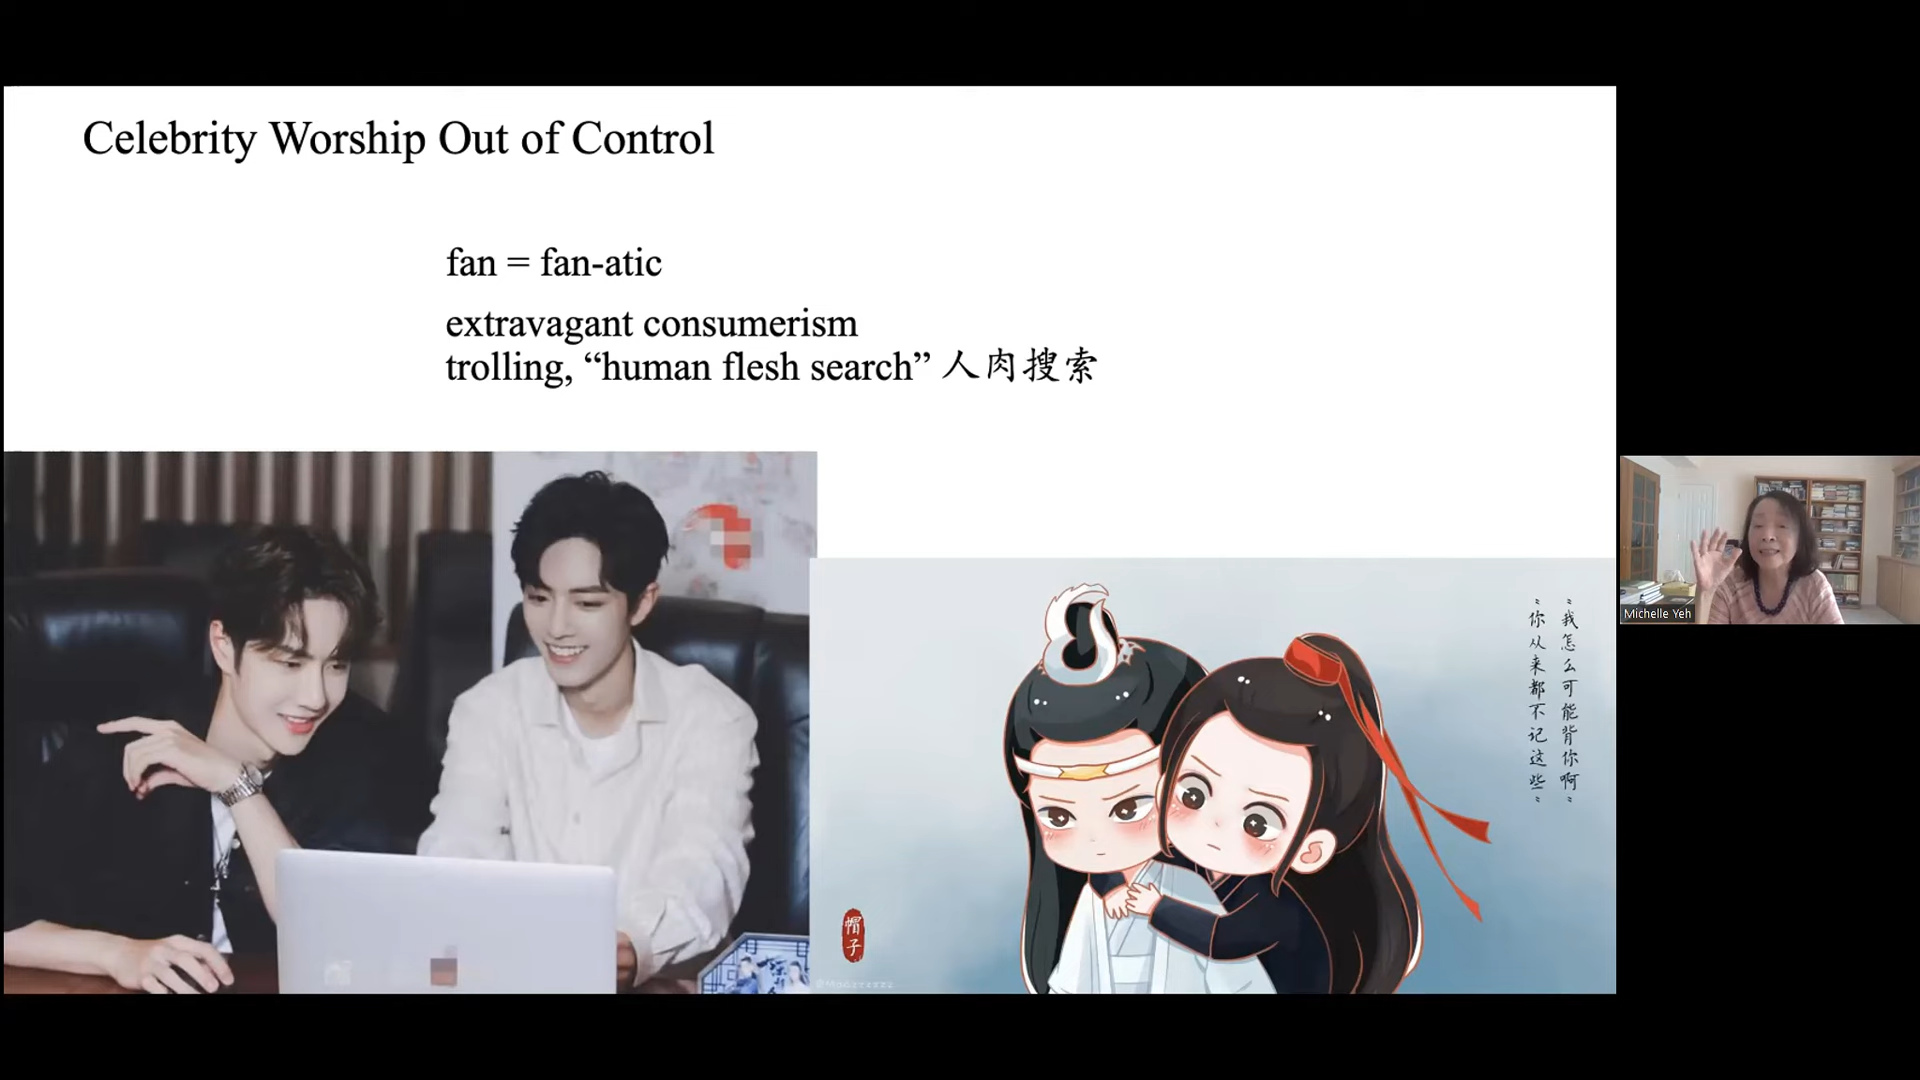 Celebrity Worship Out of Control
fan = fan-atic
extravagant consumerism
trolling, “human flesh search” 人肉搜索
Michelle Yeh
“我怎么可能背你啊”
“你从来都不记这些”
帽子